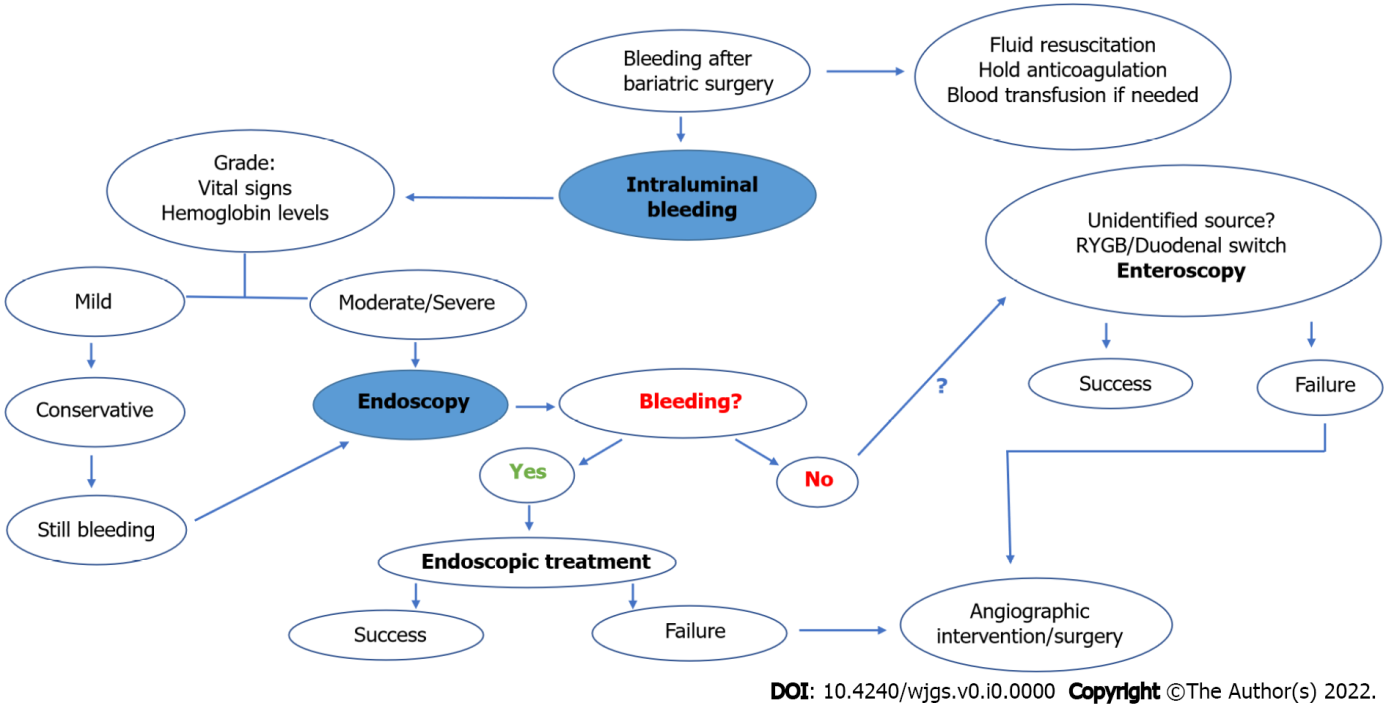 Bleeding after
bariatric surgery
Fluid resuscitation
Hold anticoagulation
Blood transfusion if needed
Grade:
Vital signs
Hemoglobin levels
Intraluminal
bleeding
Unidentified source?
RYGB/Duodenal switch
Enteroscopy
Mild
Moderate/Severe
Conservative
Endoscopy
Bleeding?
?
Success
Failure
Yes
No
Still bleeding
Endoscopic treatment
Success
Failure
Angiographic
intervention/surgery
DOI: 10.4240/wjgs.v0.i0.0000 Copyright ©The Author(s) 2022.